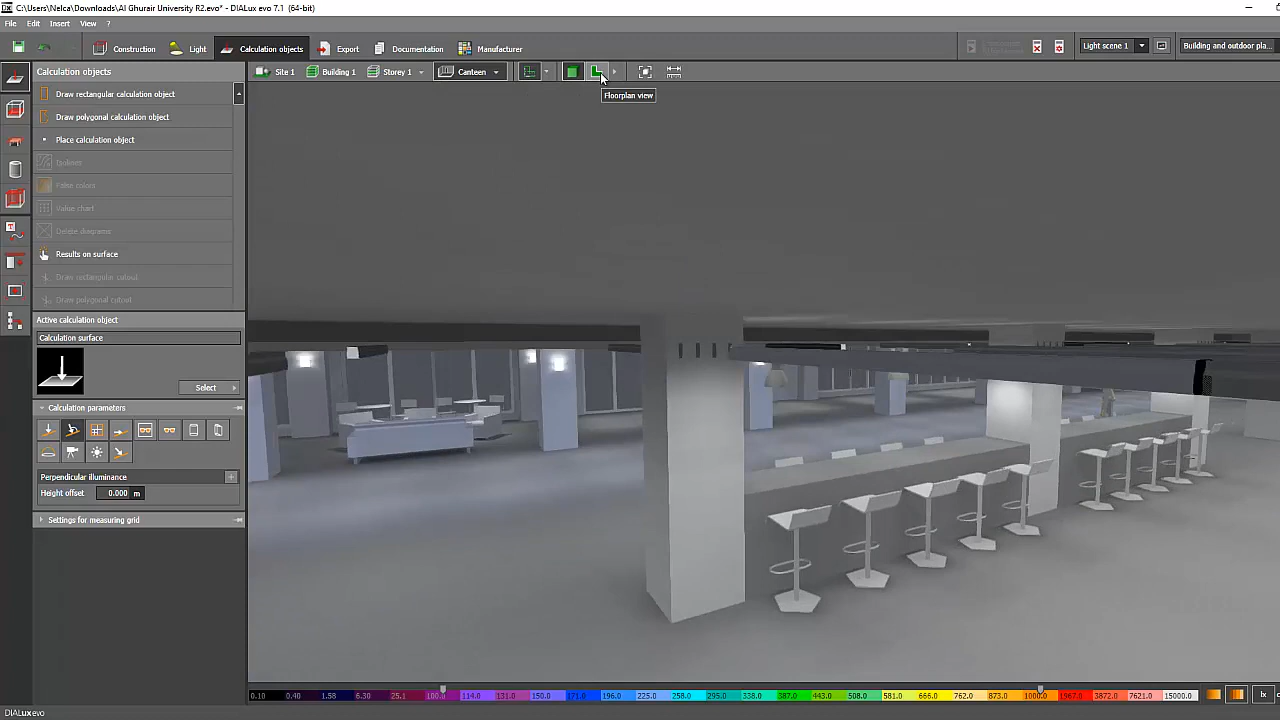 C:\Users\Nelca\Downloads\Al Ghurair University R2.evo* - DIALux evo 7.1 (64-bit)
File Edit Insert View ?
Construction Light Calculation objects Export Documentation Manufacturer Light scene 1 Building and outdoor pla...
Calculation objects Site 1 Building 1 Storey 1 Canteen
Draw rectangular calculation object
Floorplan view
Draw polygonal calculation object
Place calculation object
Isolines
False colors
Value chart
Delete diagrams
Results on surface
Draw rectangular cutout
Draw polygonal cutout
Active calculation object
Calculation surface
Select
Calculation parameters
Perpendicular illuminance
Height offset 0.000 m
Settings for measuring grid
0.10 0.40 1.58 6.30 25.1 100.0 114.0 131.0 150.0 171.0 196.0 225.0 258.0 295.0 338.0 387.0 443.0 508.0 581.0 666.0 762.0 873.0 1000.0 1967.0 3872.0 7621.0 15000.0 lx
DIALux evo